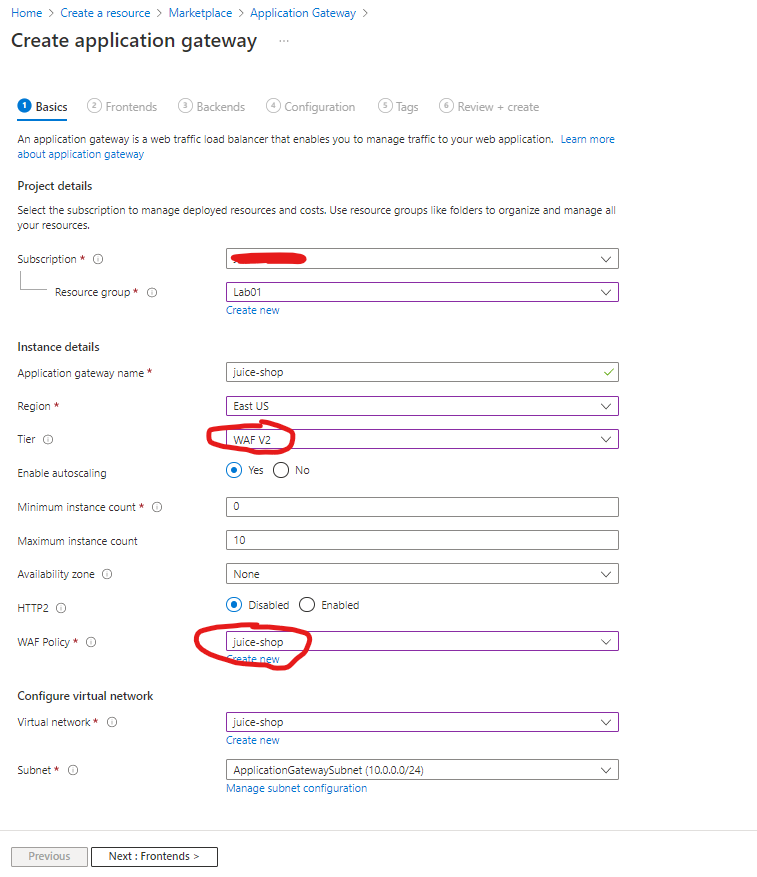 Home > Create a resource > Marketplace > Application Gateway >
Create application gateway ...
1 Basics 2 Frontends 3 Backends 4 Configuration 5 Tags 6 Review + create
An application gateway is a web traffic load balancer that enables you to manage traffic to your web application. Learn more
about application gateway
Project details
Select the subscription to manage deployed resources and costs. Use resource groups like folders to organize and manage all
your resources.
Subscription *
Resource group * Lab01
Create new
Instance details
Application gateway name * juice-shop
Region * East US
Tier WAF V2
Enable autoscaling Yes No
Minimum instance count * 0
Maximum instance count 10
Availability zone None
HTTP2 Disabled Enabled
WAF Policy * juice-shop
Create new
Configure virtual network
Virtual network * juice-shop
Create new
Subnet * ApplicationGatewaySubnet (10.0.0.0/24)
Manage subnet configuration
Previous Next : Frontends >